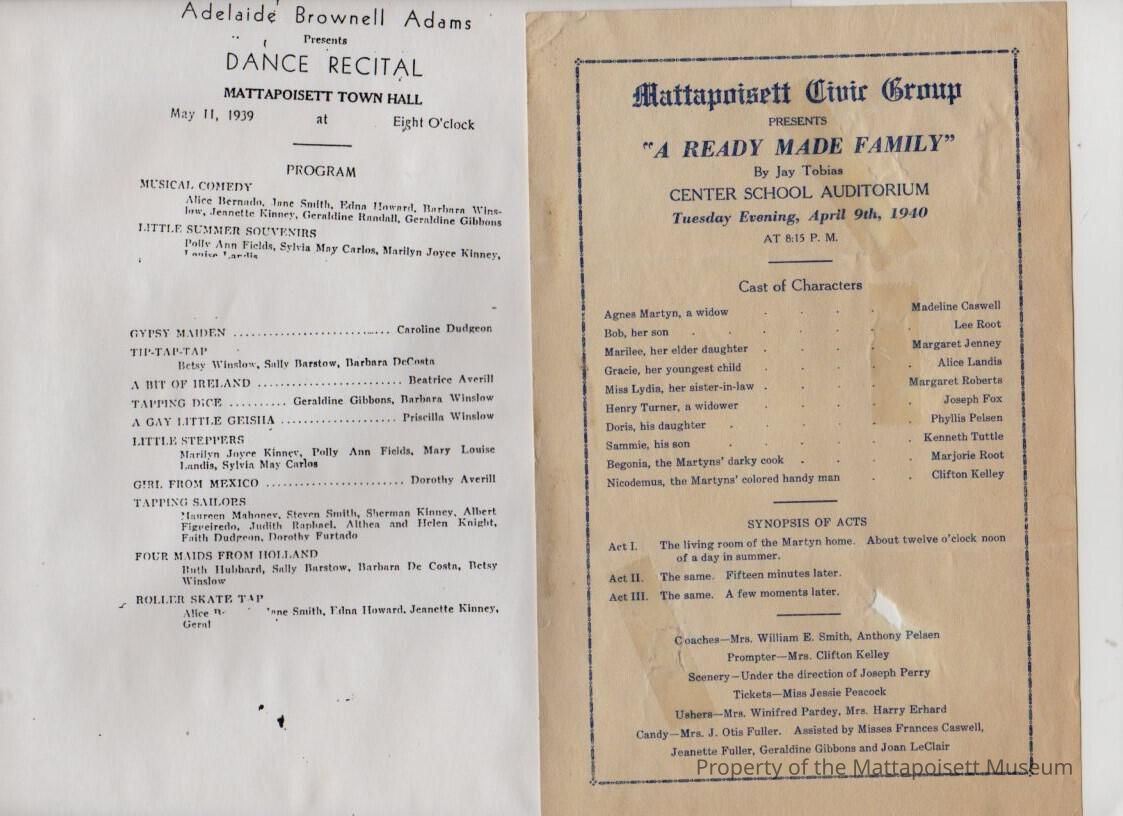 Adelaide Brownell Adams
Presents
DANCE RECITAL
MATTAPOISETT TOWN HALL
May 11, 1939 at Eight O'clock
PROGRAM
MUSICAL COMEDY
Alice Bernado, Jane Smith, Edna Howard, Barbara Wins-
low, Jeannette Kinney, Geraldine Randall, Geraldine Gibbons
LITTLE SUMMER SOUVENIRS
Polly Ann Fields, Sylvia May Carlos, Marilyn Joyce Kinney,
Louise Landis
GYPSY MAIDEN ............................ Caroline Dudgeon
TIP-TAP-TAP
Betsy Winslow, Sally Barstow, Barbara DeCosta
A BIT OF IRELAND ........................ Beatrice Averill
TAPPING DICE .......... Geraldine Gibbons, Barbara Winslow
A GAY LITTLE GEISHA ................... Priscilla Winslow
LITTLE STEPPERS
Marilyn Joyce Kinney, Polly Ann Fields, Mary Louise
Landis, Sylvia May Carlos
GIRL FROM MEXICO ........................ Dorothy Averill
TAPPING SAILORS
Maureen Mahoney, Steven Smith, Sherman Kinney, Albert
Figueiredo, Judith Raphael, Althea and Helen Knight,
Faith Dudgeon, Dorothy Furtado
FOUR MAIDS FROM HOLLAND
Ruth Hubbard, Sally Barstow, Barbara De Costa, Betsy
Winslow
ROLLER SKATE TAP
Alice Jane Smith, Edna Howard, Jeanette Kinney,
Geral
Mattapoisett Civic Group
PRESENTS
"A READY MADE FAMILY"
By Jay Tobias
CENTER SCHOOL AUDITORIUM
Tuesday Evening, April 9th, 1940
AT 8:15 P. M.
Cast of Characters
Agnes Martyn, a widow . . . . Madeline Caswell
Bob, her son . . . . . Lee Root
Marilee, her elder daughter . . . . Margaret Jenney
Gracie, her youngest child . . . . Alice Landis
Miss Lydia, her sister-in-law . . . . Margaret Roberts
Henry Turner, a widower . . . . Joseph Fox
Doris, his daughter . . . . . Phyllis Pelsen
Sammie, his son . . . . . . Kenneth Tuttle
Begonia, the Martyns' darky cook . . . . Marjorie Root
Nicodemus, the Martyns' colored handy man . . Clifton Kelley
SYNOPSIS OF ACTS
Act I. The living room of the Martyn home. About twelve o'clock noon
of a day in summer.
Act II. The same. Fifteen minutes later.
Act III. The same. A few moments later.
Coaches—Mrs. William E. Smith, Anthony Pelsen
Prompter—Mrs. Clifton Kelley
Scenery—Under the direction of Joseph Perry
Tickets—Miss Jessie Peacock
Ushers—Mrs. Winifred Pardey, Mrs. Harry Erhard
Candy—Mrs. J. Otis Fuller. Assisted by Misses Frances Caswell,
Jeanette Fuller, Geraldine Gibbons and Joan LeClair
Property of the Mattapoisett Museum